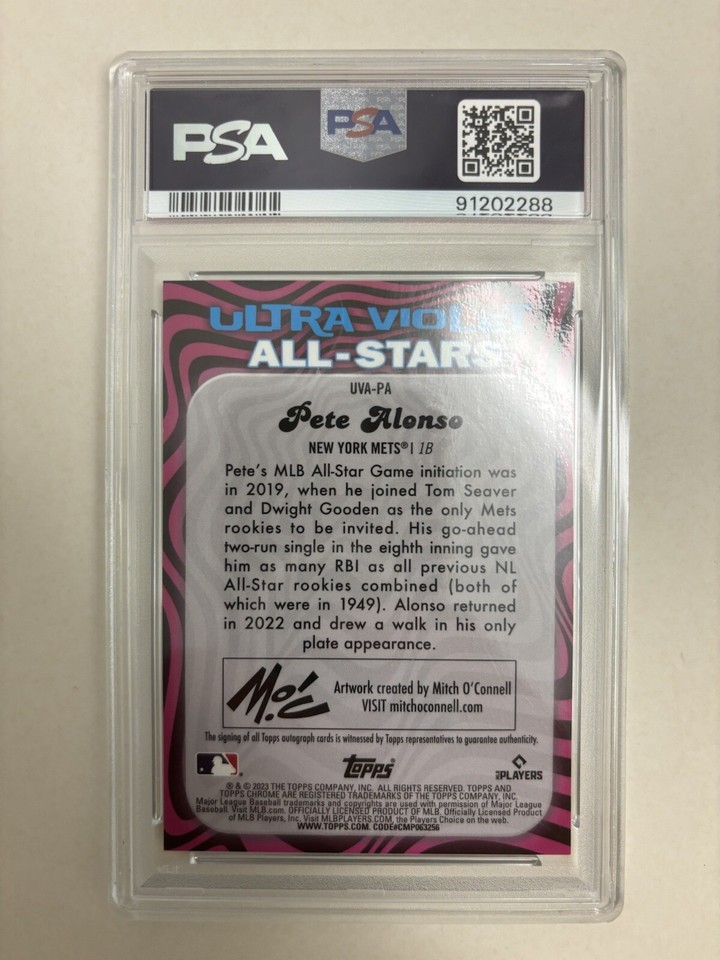 PSA
PSA
91202288
ULTRA VIOLET
ALL-STARS
UVA-PA
Pete Alonso
NEW YORK METS® | 1B
Pete's MLB All-Star Game initiation was
in 2019, when he joined Tom Seaver
and Dwight Gooden as the only Mets
rookies to be invited. His go-ahead
two-run single in the eighth inning gave
him as many RBI as all previous NL
All-Star rookies combined (both of
which were in 1949). Alonso returned
in 2022 and drew a walk in his only
plate appearance.
Mo'C
Artwork created by Mitch O'Connell
VISIT mitchoconnell.com
The signing of all Topps autograph cards is witnessed by Topps representatives to guarantee authenticity.
topps
MLB PLAYERS
® & © 2023 THE TOPPS COMPANY, INC. ALL RIGHTS RESERVED. TOPPS AND
TOPPS CHROME ARE REGISTERED TRADEMARKS OF THE TOPPS COMPANY, INC.
Major League Baseball trademarks and copyrights are used with permission of Major League
Baseball. Visit MLB.com. OFFICIALLY LICENSED PRODUCT OF MLB. Officially Licensed Product
of MLB Players, Inc. Visit MLBPLAYERS.COM, the Players Choice on the web.
WWW.TOPPS.COM. CODE#CMP063256